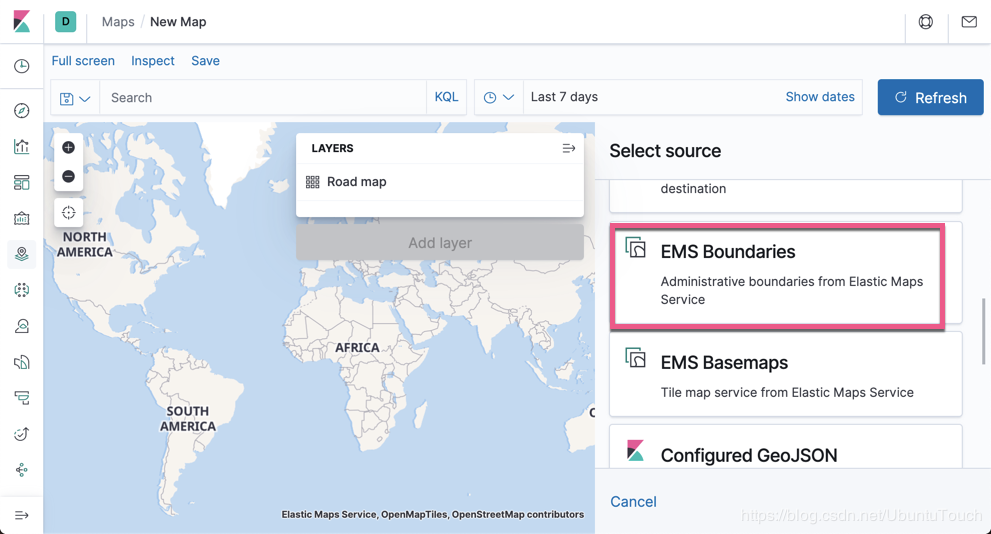 D
Maps / New Map
Full screen Inspect Save
Search KQL Last 7 days Show dates Refresh
LAYERS
Road map
Add layer
NORTH
AMERICA
AFRICA
SOUTH
AMERICA
Elastic Maps Service, OpenMapTiles, OpenStreetMap contributors
Select source
destination
EMS Boundaries
Administrative boundaries from Elastic Maps
Service
EMS Basemaps
Tile map service from Elastic Maps Service
Configured GeoJSON
Cancel
https://blog.csdn.net/UbuntuTouch